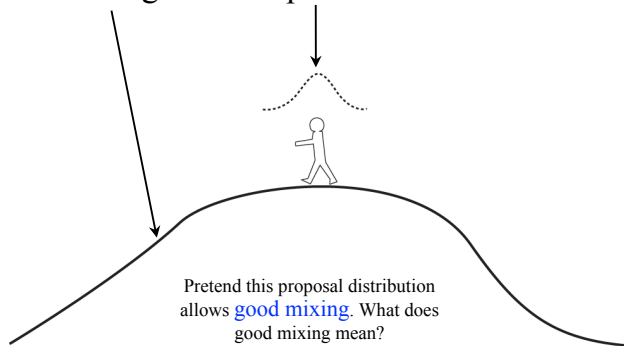 Pretend this proposal distribution
allows good mixing. What does
good mixing mean?